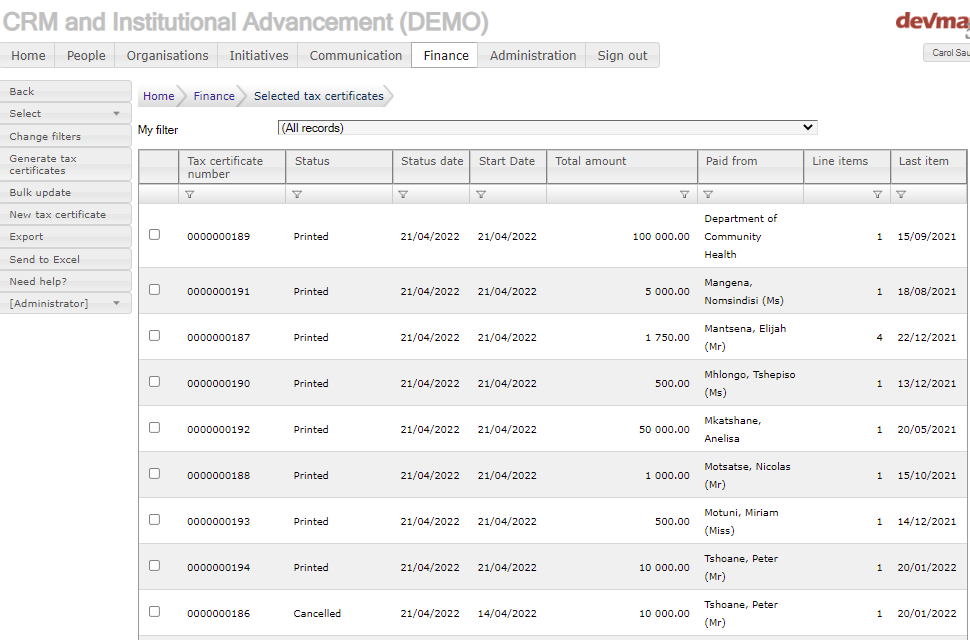 CRM and Institutional Advancement (DEMO)
Home People Organisations Initiatives Communication Finance Administration Sign out
Back
Select
Change filters
Generate tax
certificates
Bulk update
New tax certificate
Export
Send to Excel
Need help?
[Administrator]
Home Finance Selected tax certificates
My filter (All records)
Tax certificate
number Status Status date Start Date Total amount Paid from Line items Last item
0000000189 Printed 21/04/2022 21/04/2022 100 000.00 Department of
Community
Health 1 15/09/2021
0000000191 Printed 21/04/2022 21/04/2022 5 000.00 Mangena,
Nomsindisi (Ms) 1 18/08/2021
0000000187 Printed 21/04/2022 21/04/2022 1 750.00 Mantsena, Elijah
(Mr) 4 22/12/2021
0000000190 Printed 21/04/2022 21/04/2022 500.00 Mhlongo, Tshepiso
(Ms) 1 13/12/2021
0000000192 Printed 21/04/2022 21/04/2022 50 000.00 Mkatshane,
Anelisa 1 20/05/2021
0000000188 Printed 21/04/2022 21/04/2022 1 000.00 Motsatse, Nicolas
(Mr) 1 15/10/2021
0000000193 Printed 21/04/2022 21/04/2022 500.00 Motuni, Miriam
(Miss) 1 14/12/2021
0000000194 Printed 21/04/2022 21/04/2022 10 000.00 Tshoane, Peter
(Mr) 1 20/01/2022
0000000186 Cancelled 21/04/2022 14/04/2022 10 000.00 Tshoane, Peter
(Mr) 1 20/01/2022